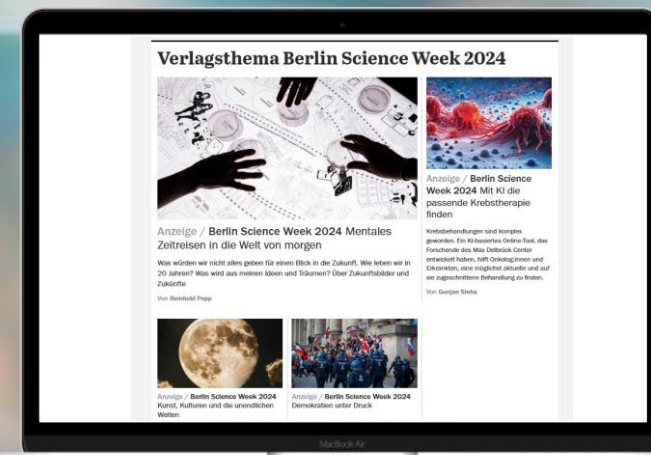 Verlagsthema Berlin Science Week 2024
Anzeige / Berlin Science Week 2024 Mentales
Zeitreisen in die Welt von morgen
Was würden wir nicht alles geben für einen Blick in die Zukunft. Wie leben wir in
20 Jahren? Was wird aus meinen Ideen und Träumen? Über Zukunftsbilder und
Zukünfte
Von Reinhold Popp
Anzeige / Berlin Science
Week 2024 Mit KI die
passende Krebstherapie
finden
Krebsbehandlungen sind komplex
geworden. Ein KI-basiertes Online-Tool, das
Forschende des Max Delbrück Center
entwickelt haben, hilft Onkolog:innen und
Erkrankten, eine möglichst aktuelle und auf
sie zugeschnittene Behandlung zu finden.
Von Gunjan Sinha
Anzeige / Berlin Science Week 2024
Kunst, Kulturen und die unendlichen
Welten
Anzeige / Berlin Science Week 2024
Demokratien unter Druck
MacBook Air